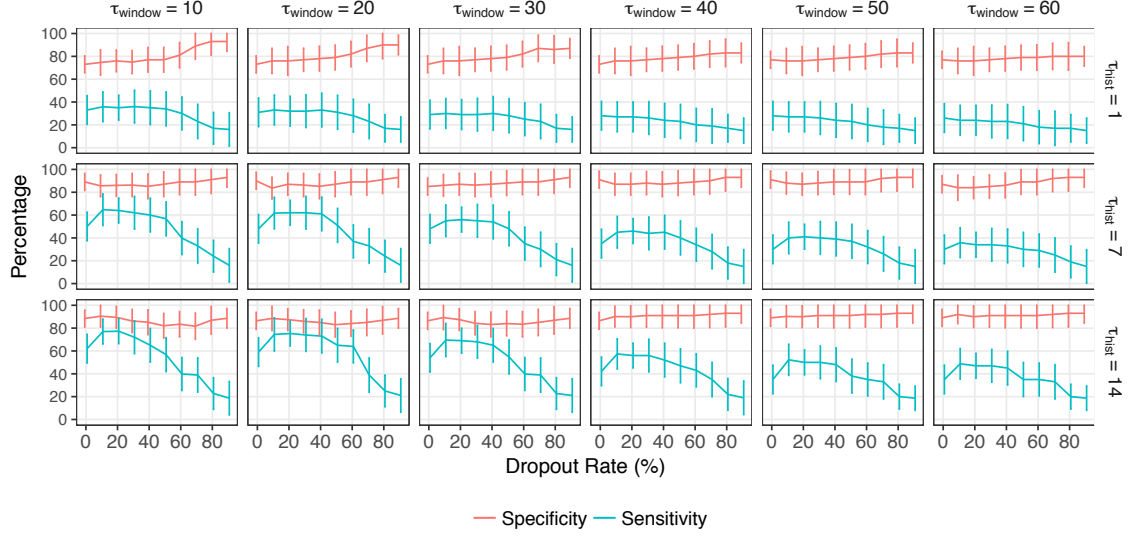 τwindow = 10 τwindow = 20 τwindow = 30 τwindow = 40 τwindow = 50 τwindow = 60
100
80
60
40
20
0
τhist = 1
100
80
60
40
20
0
τhist = 7
100
80
60
40
20
0
τhist = 14
Percentage
0 20 40 60 80 0 20 40 60 80 0 20 40 60 80 0 20 40 60 80 0 20 40 60 80 0 20 40 60 80
Dropout Rate (%)
Specificity Sensitivity